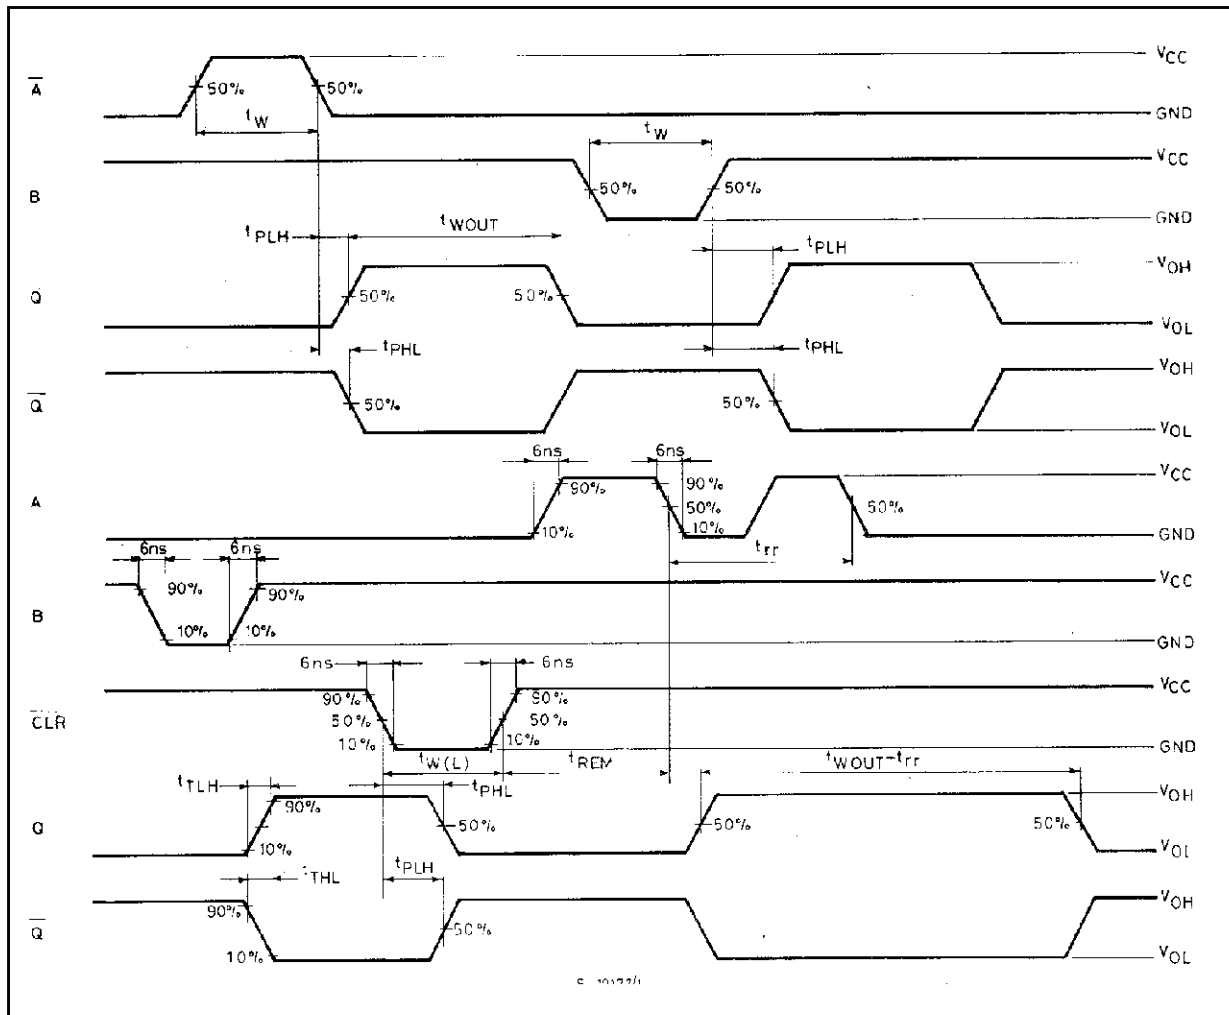 VCC
A
50%
50%
tW
GND
tW
VCC
B
50%
50%
GND
tPLH
tWOUT
tPLH
VOH
Q
50%
50%
VOL
tPHL
tPHL
VOH
Q
50%
50%
VOL
6ns
6ns
VCC
A
90%
90%
50%
50%
10%
10%
GND
6ns
6ns
trr
VCC
90%
90%
B
10%
10%
GND
6ns
6ns
VCC
90%
90%
CLR
50%
50%
10%
10%
GND
tW(L)
tREM
tWOUT-trr
tTLH
tPHL
VOH
90%
Q
50%
50%
50%
10%
VOL
tTHL
tPLH
VOH
90%
Q
50%
10%
VOL